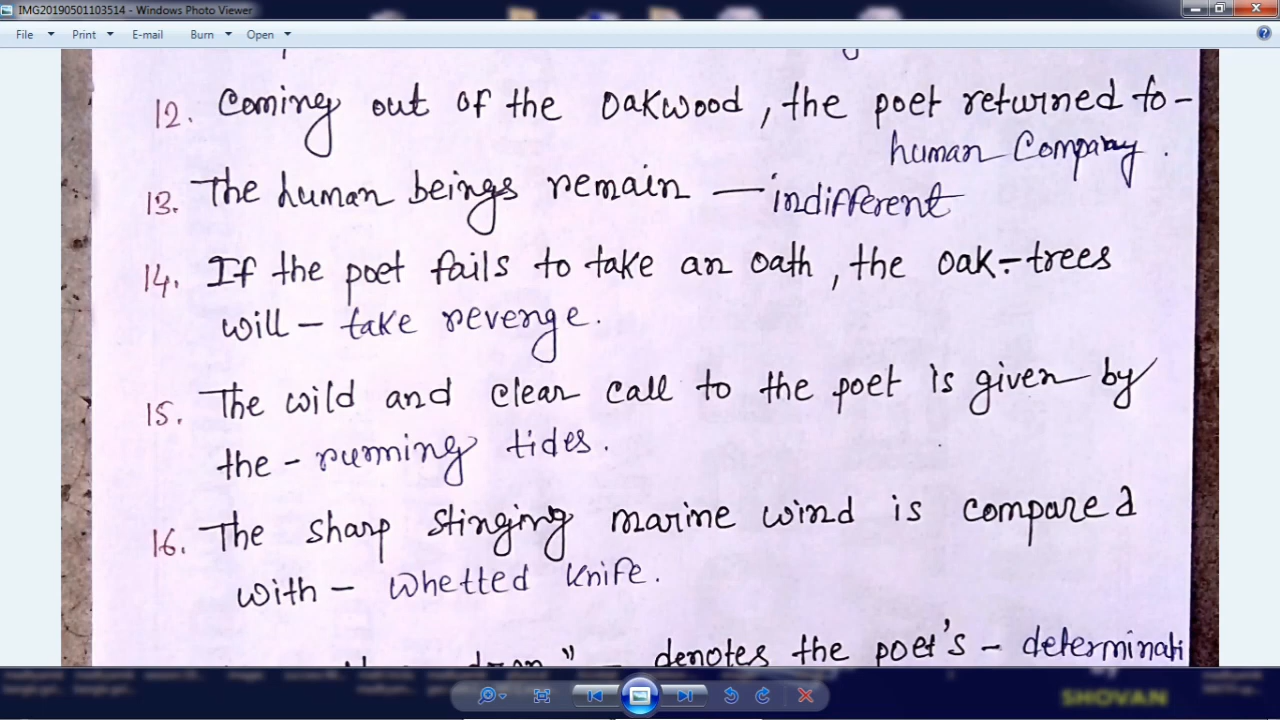 IMG20190501103514 - Windows Photo Viewer
File Print E-mail Burn Open
12. Coming out of the Oakwood, the poet returned to-
human Company.
13. The human beings remain — indifferent
14. If the poet fails to take an oath, the oak-trees
will - take revenge.
15. The wild and clear call to the poet is given by
the - running tides.
16. The sharp stinging marine wind is compared
with - Whetted Knife.
" - denotes the poet's - determinati
SHOVAN